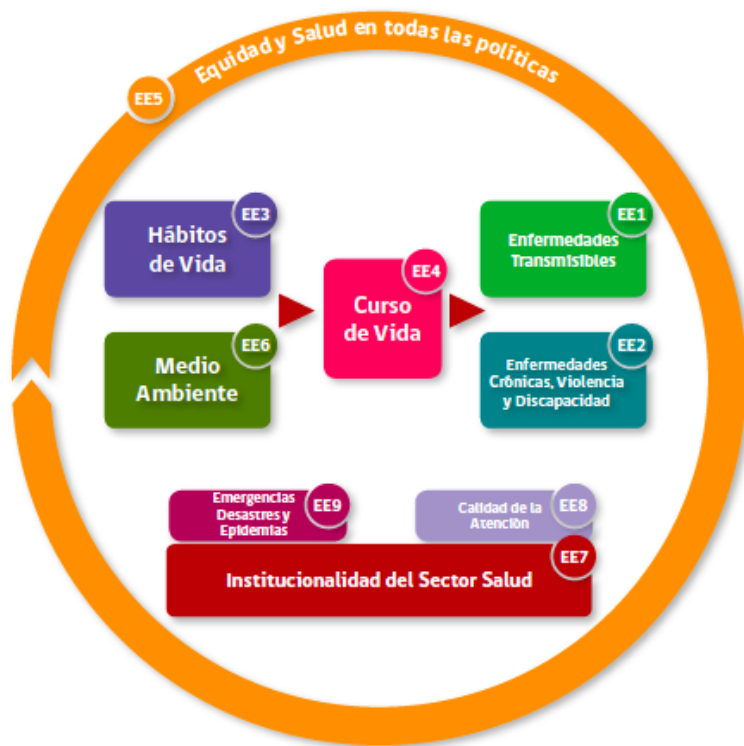 Equidad y Salud en todas las políticas
EE5
EE3
Hábitos
de Vida
EE6
Medio
Ambiente
EE4
Curso
de Vida
EE1
Enfermedades
Transmisibles
EE2
Enfermedades
Crónicas, Violencia
y Discapacidad
Emergencias
Desastres y
Epidemias
EE9
Calidad de la
Atención
EE8
EE7
Institucionalidad del Sector Salud